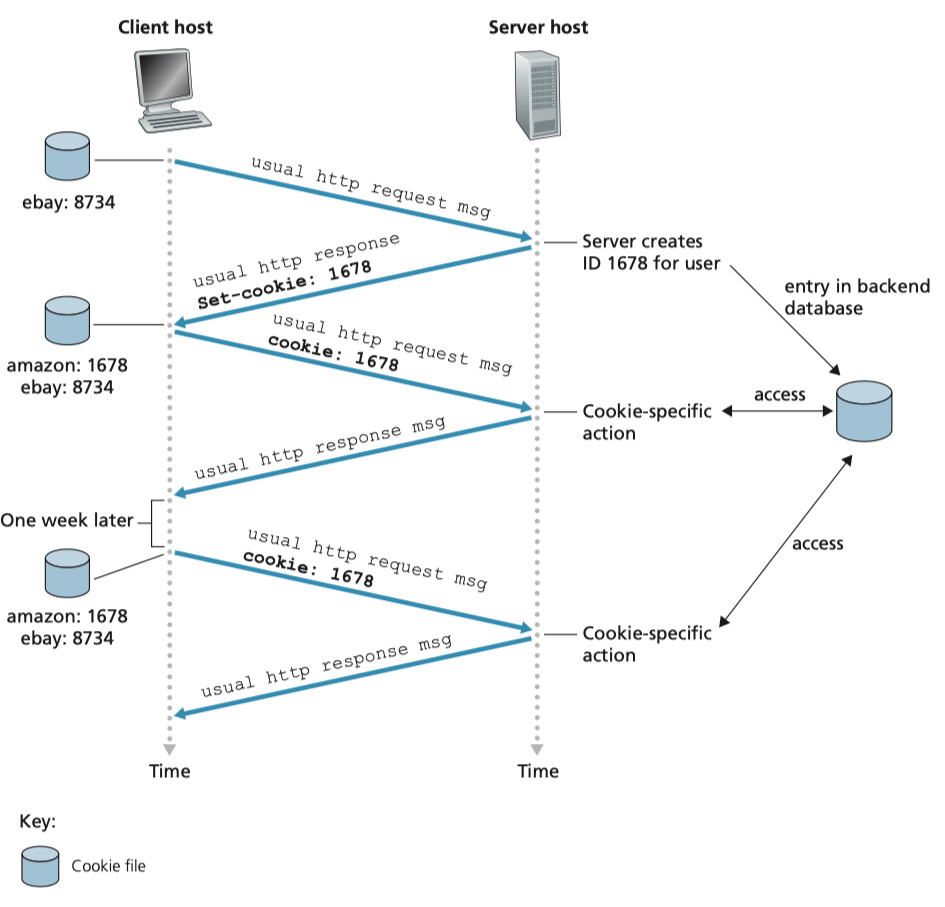 Client host
Server host
ebay: 8734
usual http request msg
Server creates
ID 1678 for user
entry in backend
database
usual http response
Set-cookie: 1678
amazon: 1678
ebay: 8734
usual http request msg
cookie: 1678
Cookie-specific
action
access
usual http response msg
One week later
access
amazon: 1678
ebay: 8734
usual http request msg
cookie: 1678
Cookie-specific
action
usual http response msg
Time
Time
Key:
Cookie file